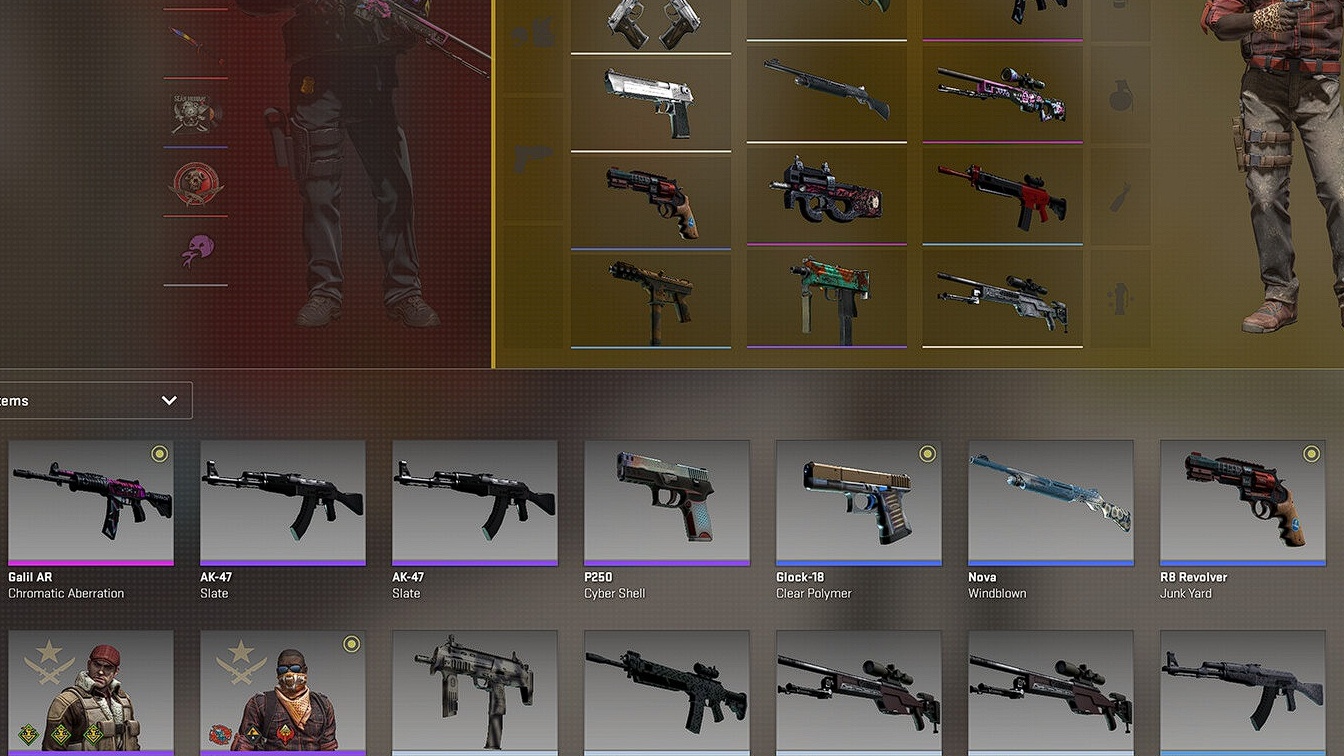 tems
Galil AR
Chromatic Aberration
AK-47
Slate
AK-47
Slate
P250
Cyber Shell
Glock-18
Clear Polymer
Nova
Windblown
R8 Revolver
Junk Yard